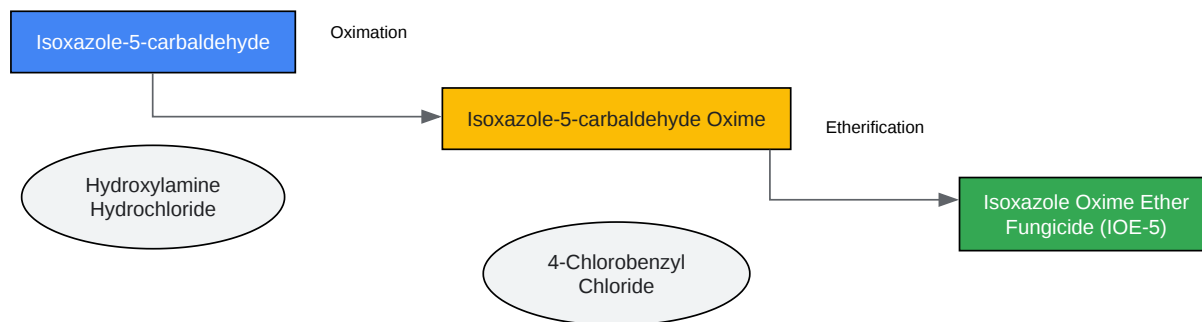 Isoxazole-5-carbaldehyde
Oximation
Isoxazole-5-carbaldehyde Oxime
Etherification
Hydroxylamine
Hydrochloride
Isoxazole Oxime Ether
Fungicide (IOE-5)
4-Chlorobenzyl
Chloride